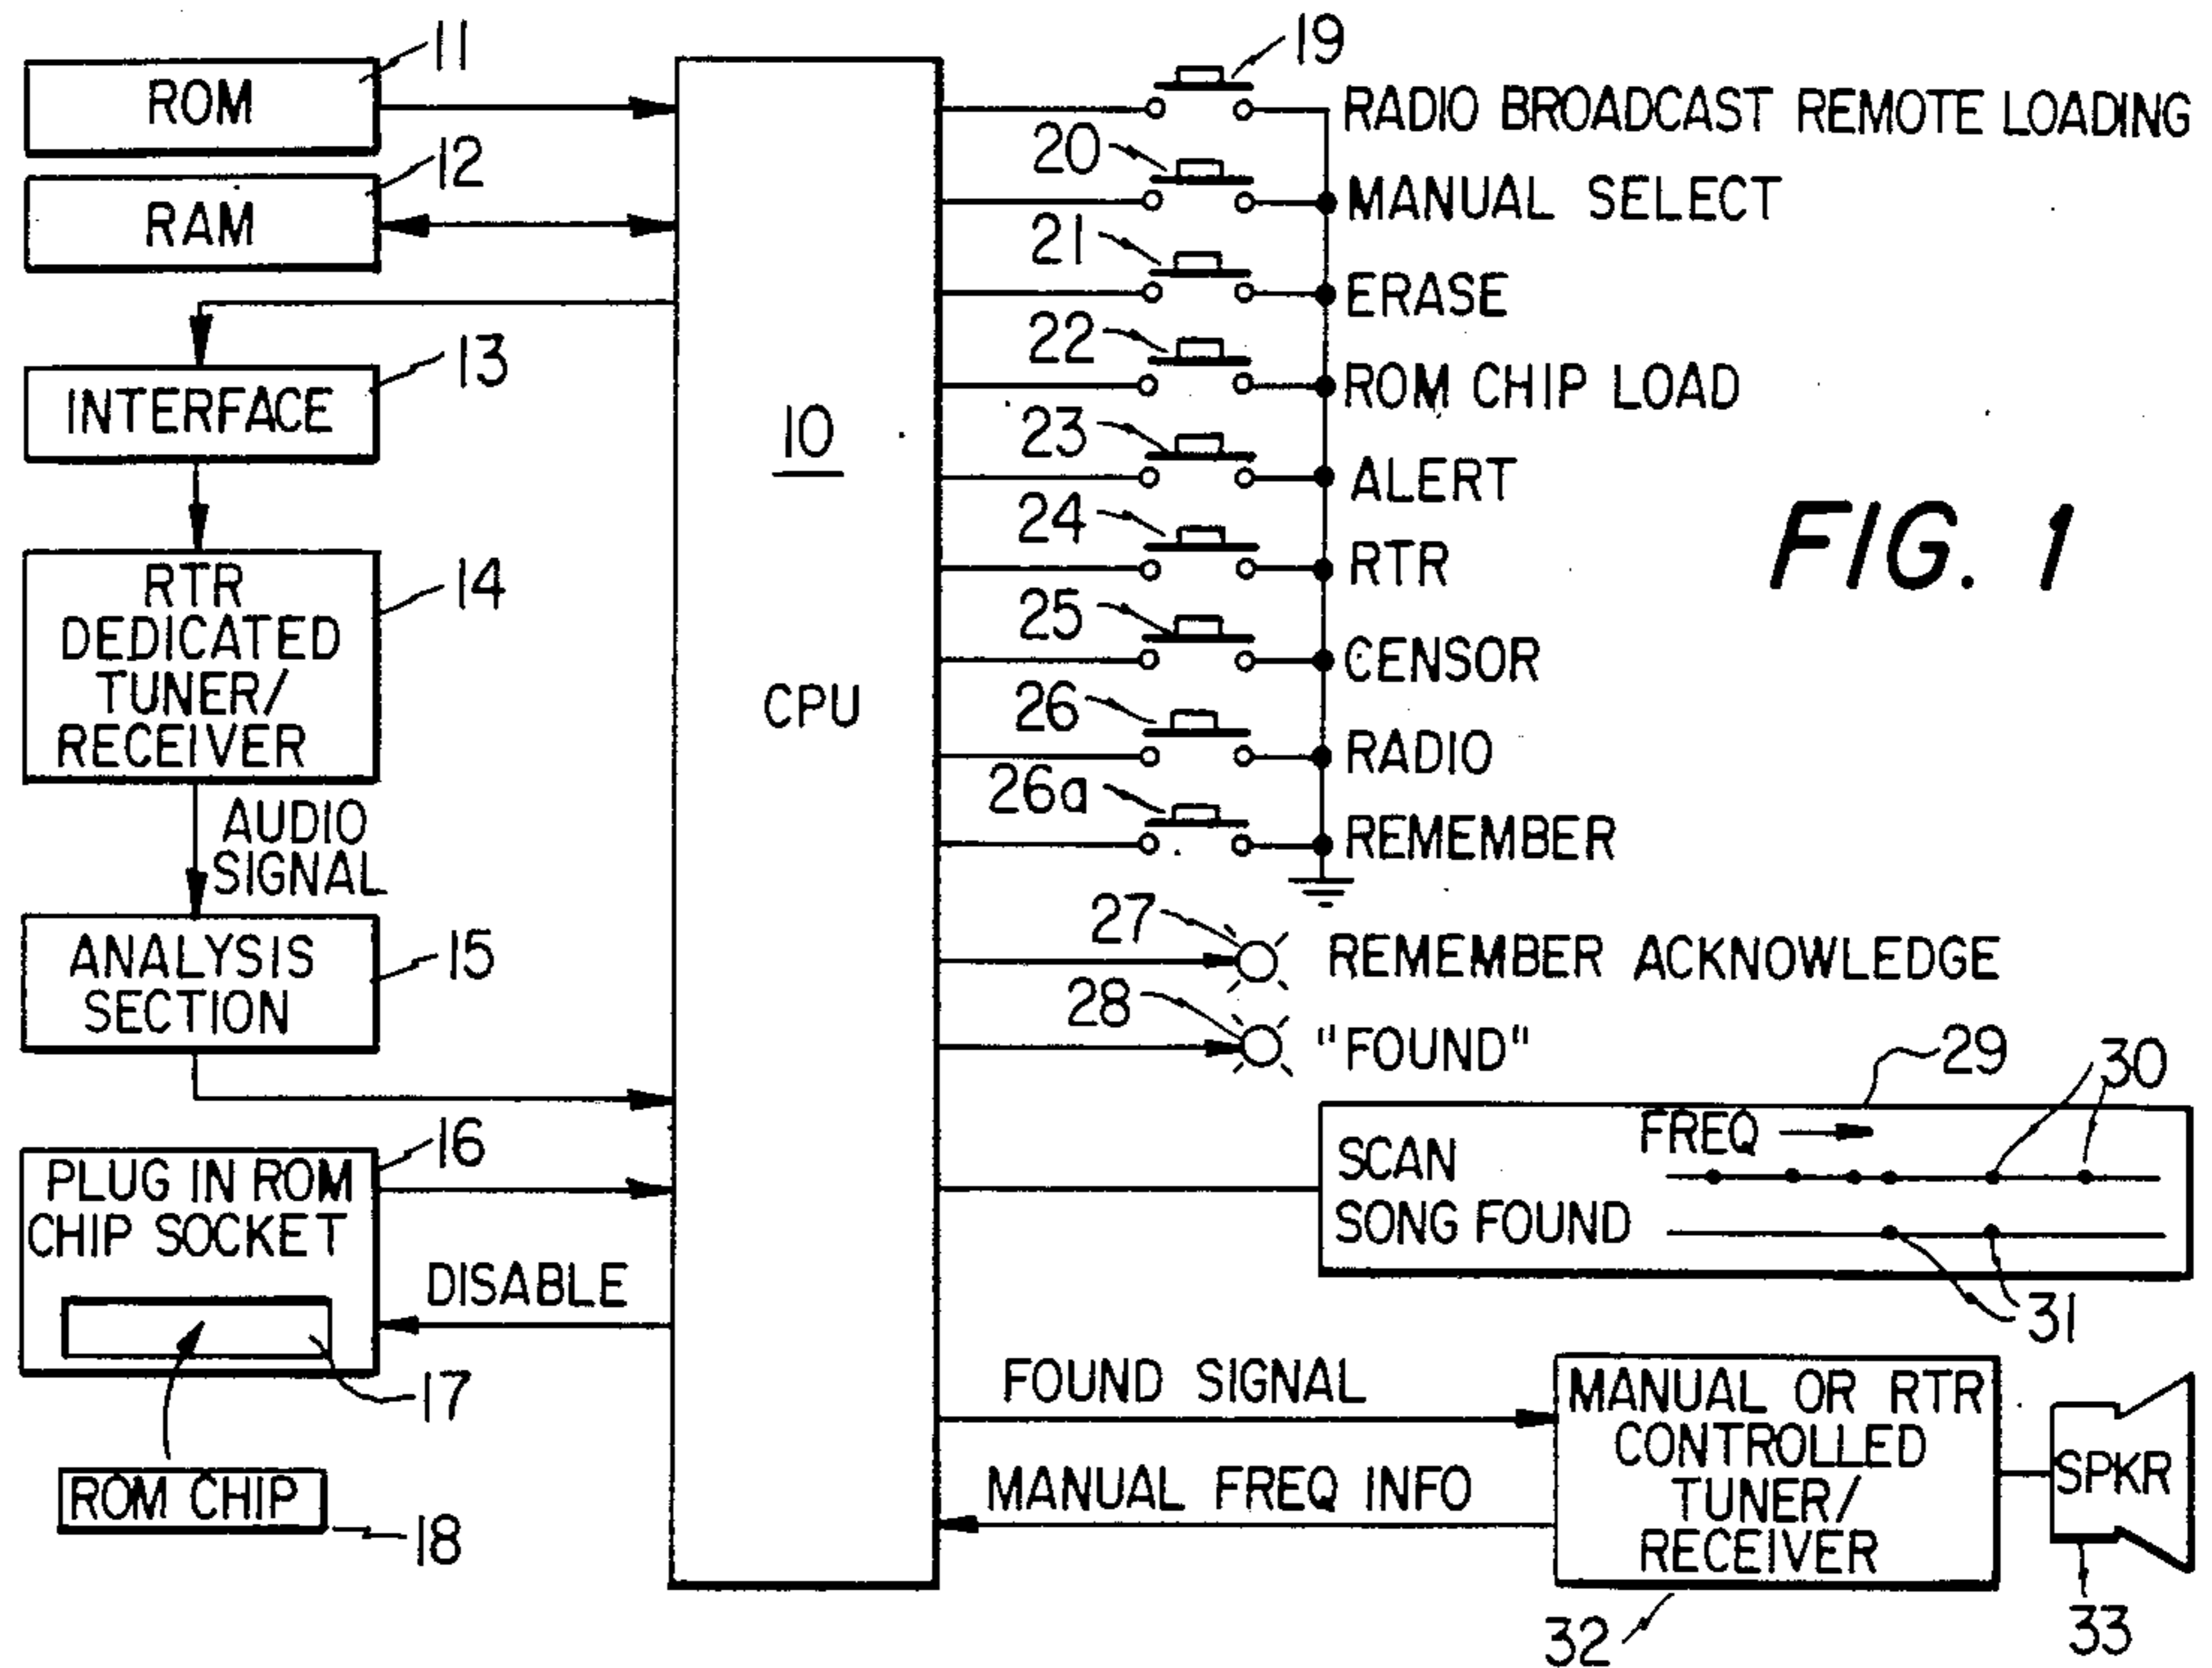 11
ROM
12
RAM
13
INTERFACE
14
RTR
DEDICATED
TUNER/
RECEIVER
AUDIO
SIGNAL
15
ANALYSIS
SECTION
16
PLUG IN ROM
CHIP SOCKET
DISABLE
17
ROM CHIP
18
10
CPU
19
RADIO BROADCAST REMOTE LOADING
20
MANUAL SELECT
21
ERASE
22
ROM CHIP LOAD
23
ALERT
24
RTR
25
CENSOR
26
RADIO
26a
REMEMBER
FIG. 1
27
REMEMBER ACKNOWLEDGE
28
"FOUND"
29
30
FREQ
SCAN
SONG FOUND
31
FOUND SIGNAL
MANUAL FREQ INFO
MANUAL OR RTR
CONTROLLED
TUNER/
RECEIVER
32
SPKR
33